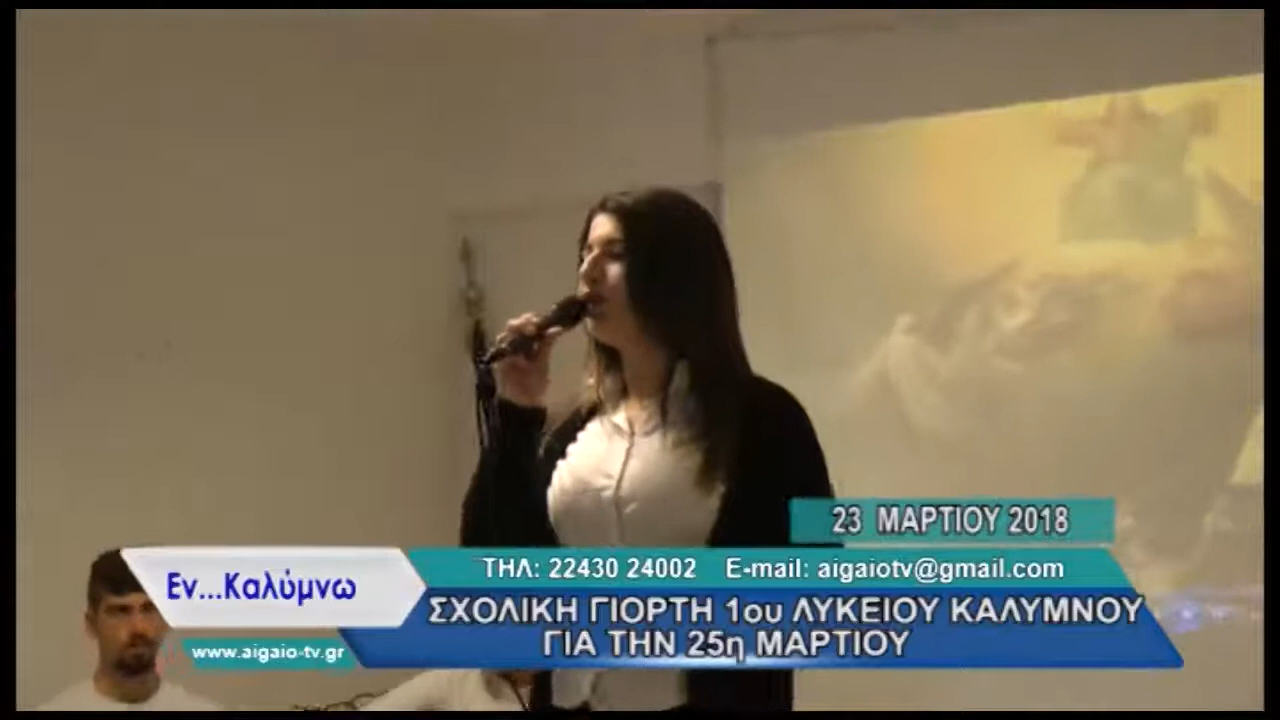 23 ΜΑΡΤΙΟΥ 2018
ΤΗΛ: 22430 24002 E-mail: aigaiotv@gmail.com
Εν...Καλύμνω
ΣΧΟΛΙΚΗ ΓΙΟΡΤΗ 1ου ΛΥΚΕΙΟΥ ΚΑΛΥΜΝΟΥ
ΓΙΑ ΤΗΝ 25η ΜΑΡΤΙΟΥ
www.aigaio-tv.gr